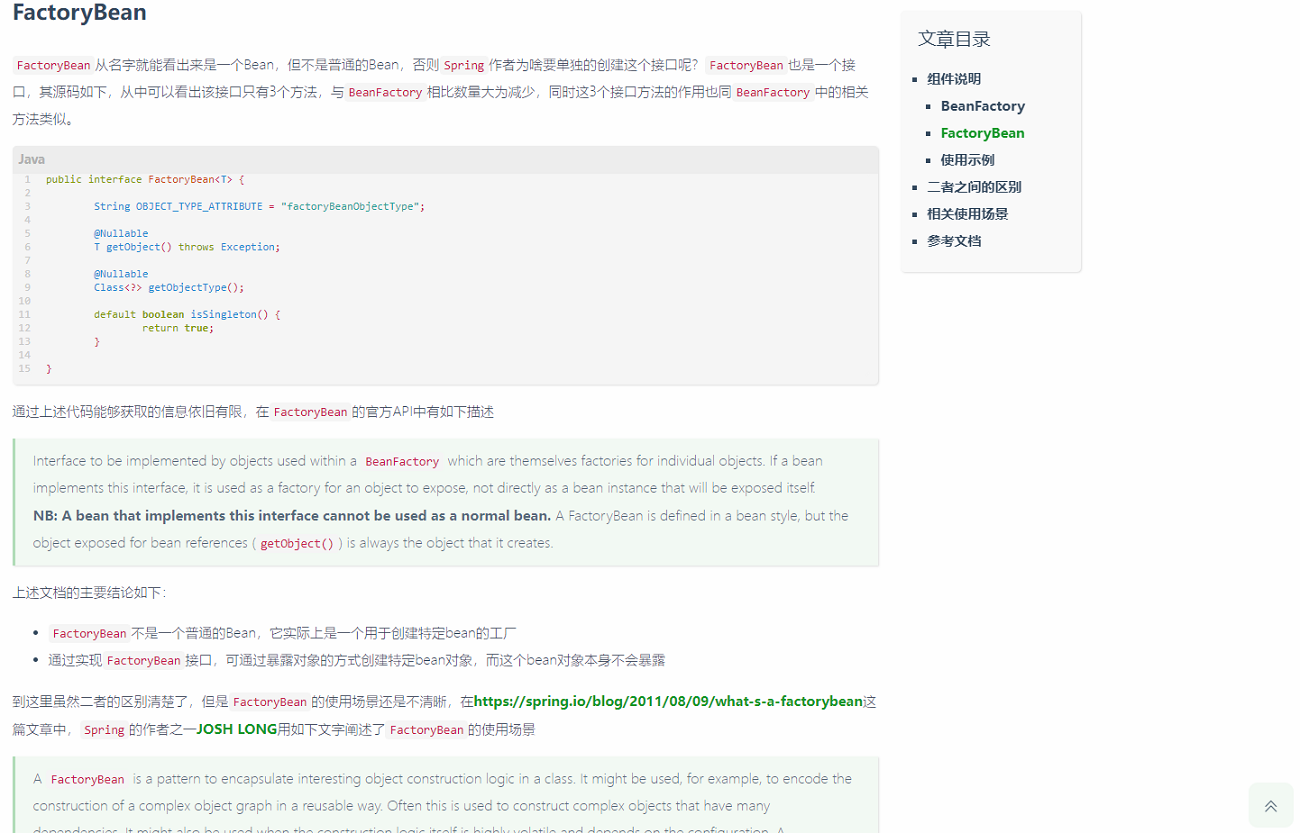 FactoryBean
FactoryBean 从名字就能看出来是一个Bean，但不是普通的Bean，否则 Spring 作者为啥要单独的创建这个接口呢？ FactoryBean 也是一个接
口，其源码如下，从中可以看出该接口只有3个方法，与 BeanFactory 相比数量大为减少，同时这3个接口方法的作用也同 BeanFactory 中的相关
方法类似。
Java
1 public interface FactoryBean<T> {
2
3 String OBJECT_TYPE_ATTRIBUTE = "factoryBeanObjectType";
4
5 @Nullable
6 T getObject() throws Exception;
7
8 @Nullable
9 Class<?> getObjectType();
10
11 default boolean isSingleton() {
12 return true;
13 }
14
15 }
通过上述代码能够获取的信息依旧有限，在 FactoryBean 的官方API中有如下描述
Interface to be implemented by objects used within a BeanFactory which are themselves factories for individual objects. If a bean
implements this interface, it is used as a factory for an object to expose, not directly as a bean instance that will be exposed itself.
NB: A bean that implements this interface cannot be used as a normal bean. A FactoryBean is defined in a bean style, but the
object exposed for bean references ( getObject() ) is always the object that it creates.
上述文档的主要结论如下：
• FactoryBean 不是一个普通的Bean，它实际上是一个用于创建特定bean的工厂
• 通过实现 FactoryBean 接口，可通过暴露对象的方式创建特定bean对象，而这个bean对象本身不会暴露
到这里虽然二者的区别清楚了，但是 FactoryBean 的使用场景还是不清晰，在https://spring.io/blog/2011/08/09/what-s-a-factorybean这
篇文章中， Spring 的作者之一JOSH LONG用如下文字阐述了 FactoryBean 的使用场景
A FactoryBean is a pattern to encapsulate interesting object construction logic in a class. It might be used, for example, to encode the
construction of a complex object graph in a reusable way. Often this is used to construct complex objects that have many
dependencies. It might also be used when the construction logic itself is highly volatile and depends on the configuration. A
文章目录
组件说明
BeanFactory
FactoryBean
使用示例
二者之间的区别
相关使用场景
参考文档